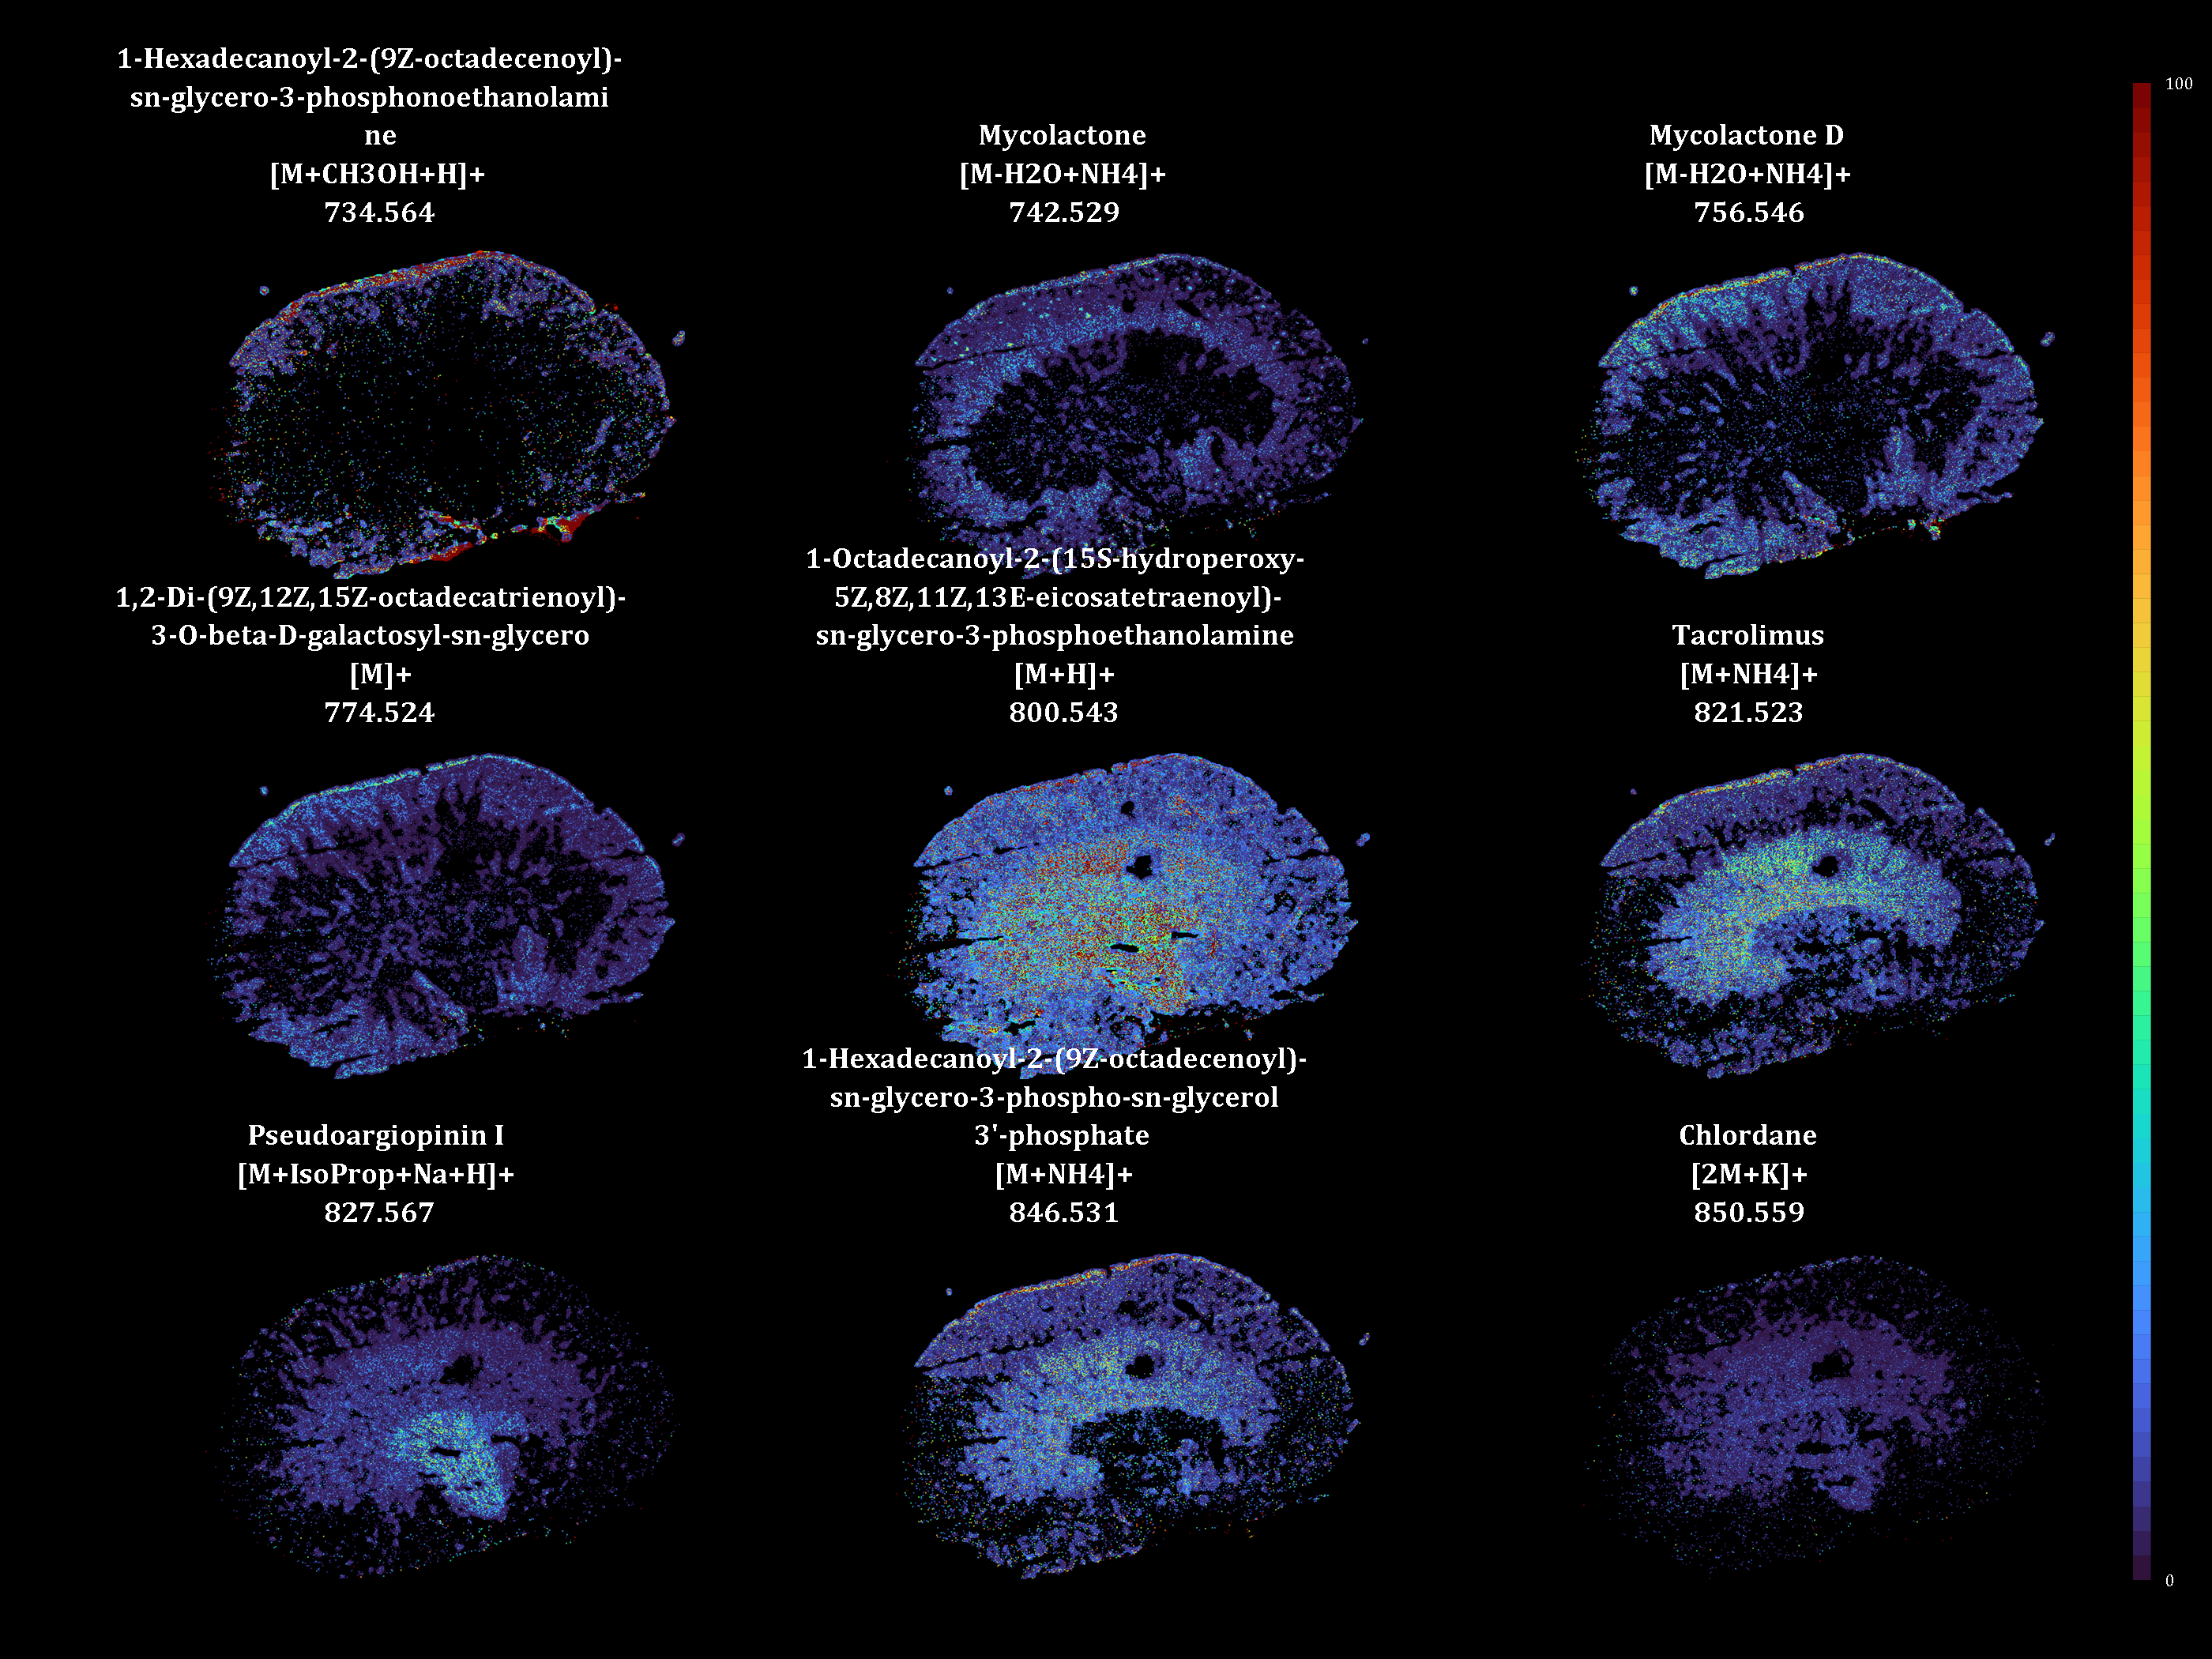 1-Hexadecanoyl-2-(9Z-octadecenoyl)-
sn-glycero-3-phosphonoethanolami
ne
[M+CH3OH+H]+
734.564
Mycolactone
[M-H2O+NH4]+
742.529
Mycolactone D
[M-H2O+NH4]+
756.546
100
1,2-Di-(9Z,12Z,15Z-octadecatrienoyl)-
3-O-beta-D-galactosyl-sn-glycero
[M]+
774.524
1-Octadecanoyl-2-(15S-hydroperoxy-
5Z,8Z,11Z,13E-eicosatetraenoyl)-
sn-glycero-3-phosphoethanolamine
[M+H]+
800.543
Tacrolimus
[M+NH4]+
821.523
Pseudoargiopinin I
[M+IsoProp+Na+H]+
827.567
1-Hexadecanoyl-2-(9Z-octadecenoyl)-
sn-glycero-3-phospho-sn-glycerol
3'-phosphate
[M+NH4]+
846.531
Chlordane
[2M+K]+
850.559
0